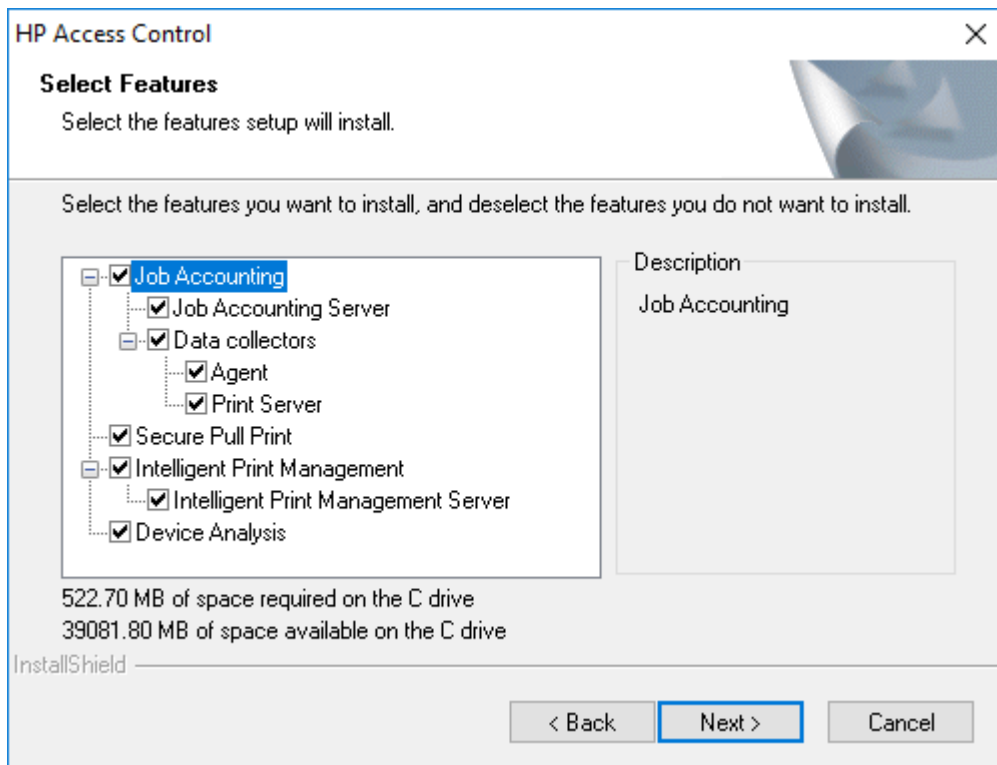 HP Access Control
Select Features
Select the features setup will install.
Select the features you want to install, and deselect the features you do not want to install.
Job Accounting
Job Accounting Server
Data collectors
Agent
Print Server
Secure Pull Print
Intelligent Print Management
Intelligent Print Management Server
Device Analysis
Description
Job Accounting
522.70 MB of space required on the C drive
39081.80 MB of space available on the C drive
InstallShield
< Back
Next >
Cancel